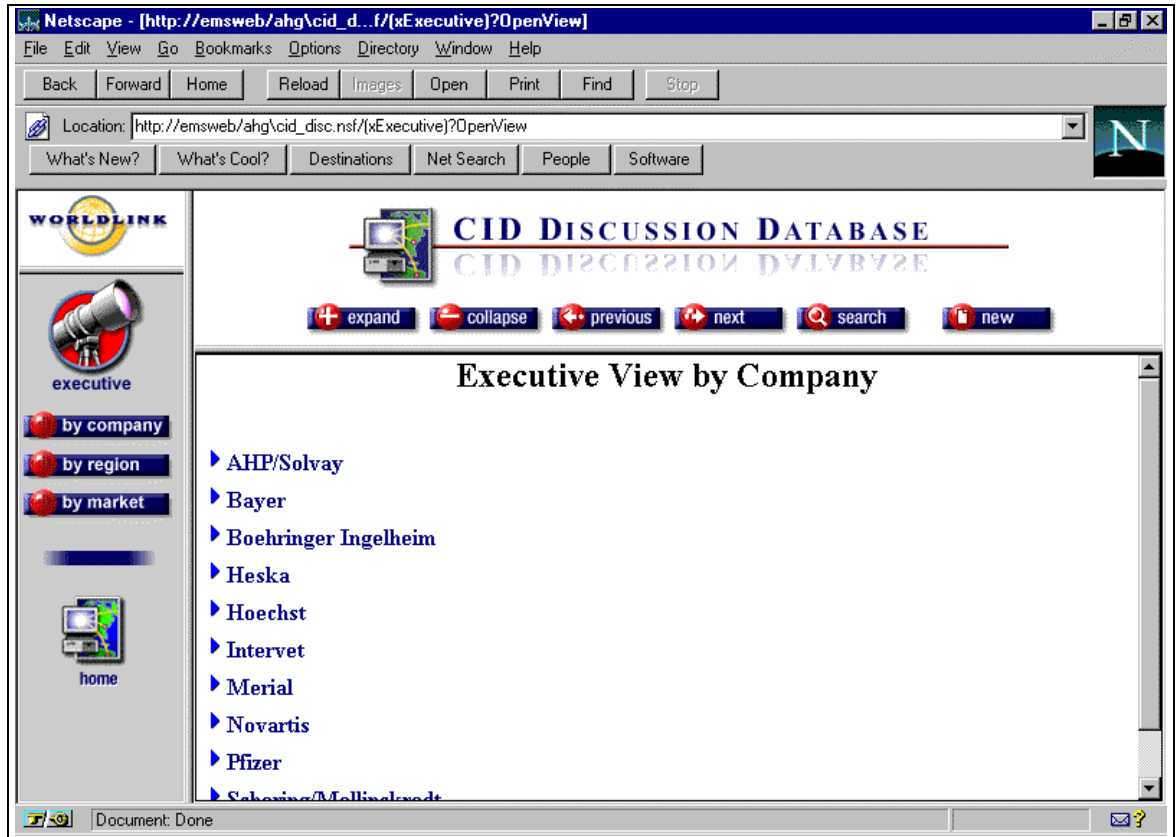 Netscape - [http://emsweb/ahg\cid_d...f/(xExecutive)?OpenView]
File Edit View Go Bookmarks Options Directory Window Help
Back Forward Home Reload Images Open Print Find Stop
Location: http://emsweb/ahg\cid_disc.nsf/(xExecutive)?OpenView
N
What's New? What's Cool? Destinations Net Search People Software
WORLDLINK
CID DISCUSSION DATABASE
expand collapse previous next search new
executive
by company
by region
by market
home
Executive View by Company
AHP/Solvay
Bayer
Boehringer Ingelheim
Heska
Hoechst
Intervet
Merial
Novartis
Pfizer
Document: Done